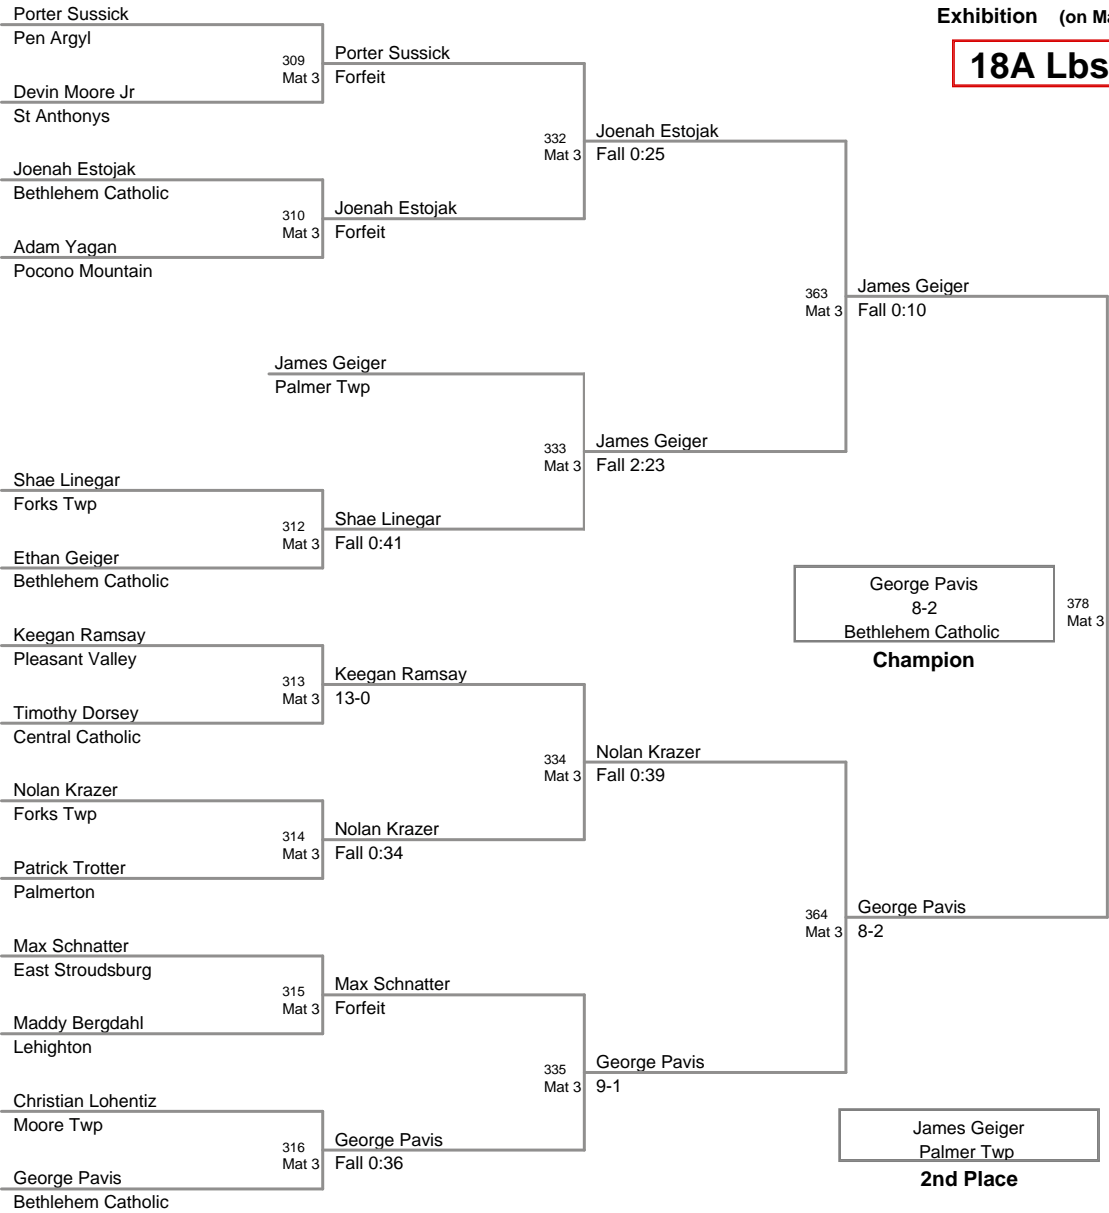 Porter Sussick
Pen Argyl
Exhibition (on Ma
18A Lbs
309
Mat 3
Porter Sussick
Forfeit
Devin Moore Jr
St Anthonys
332
Mat 3
Joenah Estojak
Fall 0:25
Joenah Estojak
Bethlehem Catholic
310
Mat 3
Joenah Estojak
Forfeit
Adam Yagan
Pocono Mountain
363
Mat 3
James Geiger
Fall 0:10
James Geiger
Palmer Twp
333
Mat 3
James Geiger
Fall 2:23
Shae Linegar
Forks Twp
312
Mat 3
Shae Linegar
Fall 0:41
Ethan Geiger
Bethlehem Catholic
George Pavis
8-2
Bethlehem Catholic
Champion
378
Mat 3
Keegan Ramsay
Pleasant Valley
313
Mat 3
Keegan Ramsay
13-0
Timothy Dorsey
Central Catholic
334
Mat 3
Nolan Krazer
Fall 0:39
Nolan Krazer
Forks Twp
314
Mat 3
Nolan Krazer
Fall 0:34
Patrick Trotter
Palmerton
364
Mat 3
George Pavis
8-2
Max Schnatter
East Stroudsburg
315
Mat 3
Max Schnatter
Forfeit
Maddy Bergdahl
Lehighton
335
Mat 3
George Pavis
9-1
Christian Lohentiz
Moore Twp
316
Mat 3
George Pavis
Fall 0:36
George Pavis
Bethlehem Catholic
James Geiger
Palmer Twp
2nd Place